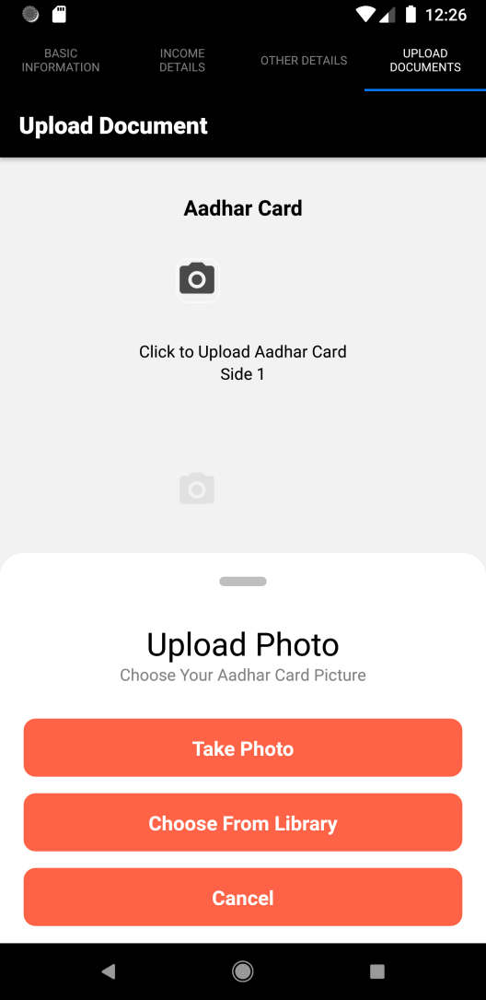 12:26
BASIC
INFORMATION
INCOME
DETAILS
OTHER DETAILS
UPLOAD
DOCUMENTS
Upload Document
Aadhar Card
Click to Upload Aadhar Card
Side 1
Upload Photo
Choose Your Aadhar Card Picture
Take Photo
Choose From Library
Cancel